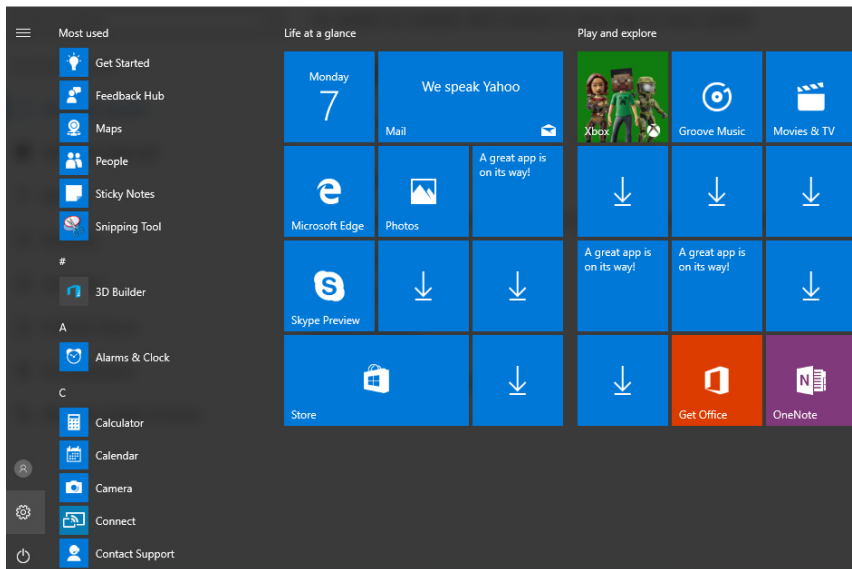 Most used
Get Started
Feedback Hub
Maps
People
Sticky Notes
Snipping Tool
#
3D Builder
A
Alarms & Clock
C
Calculator
Calendar
Camera
Connect
Contact Support
Life at a glance
Monday
7
We speak Yahoo
Mail
Microsoft Edge
Photos
A great app is
on its way!
Skype Preview
Store
Play and explore
Xbox
Groove Music
Movies & TV
A great app is
on its way!
A great app is
on its way!
Get Office
OneNote